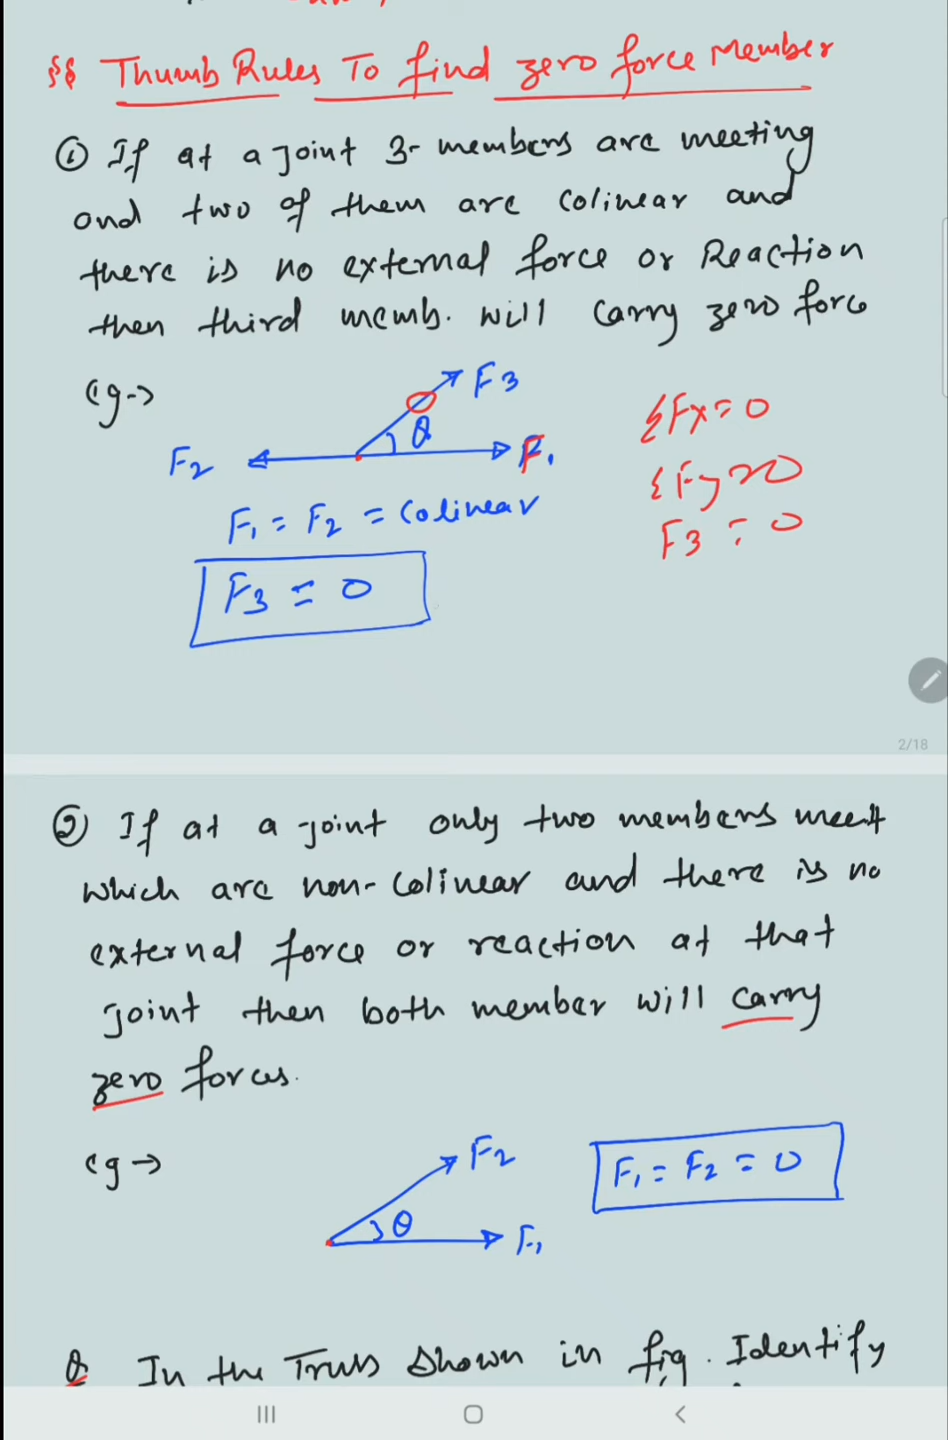 §§ Thumb Rules To find zero force Member
① If at a joint 3- members are meeting
and two of them are colinear and
there is no external force or Reaction
then third memb. will carry zero force
eg->
F3
θ
F2
F1
ΣFx=0
ΣFy=0
F3=0
F1 = F2 = Colinear
F3 = 0
2/18
② If at a joint only two members meet
which are non-colinear and there is no
external force or reaction at that
joint then both member will carry
zero forces.
eg→
F2
F1 = F2 = 0
θ
F1
Q In the Truss shown in fig. Identify